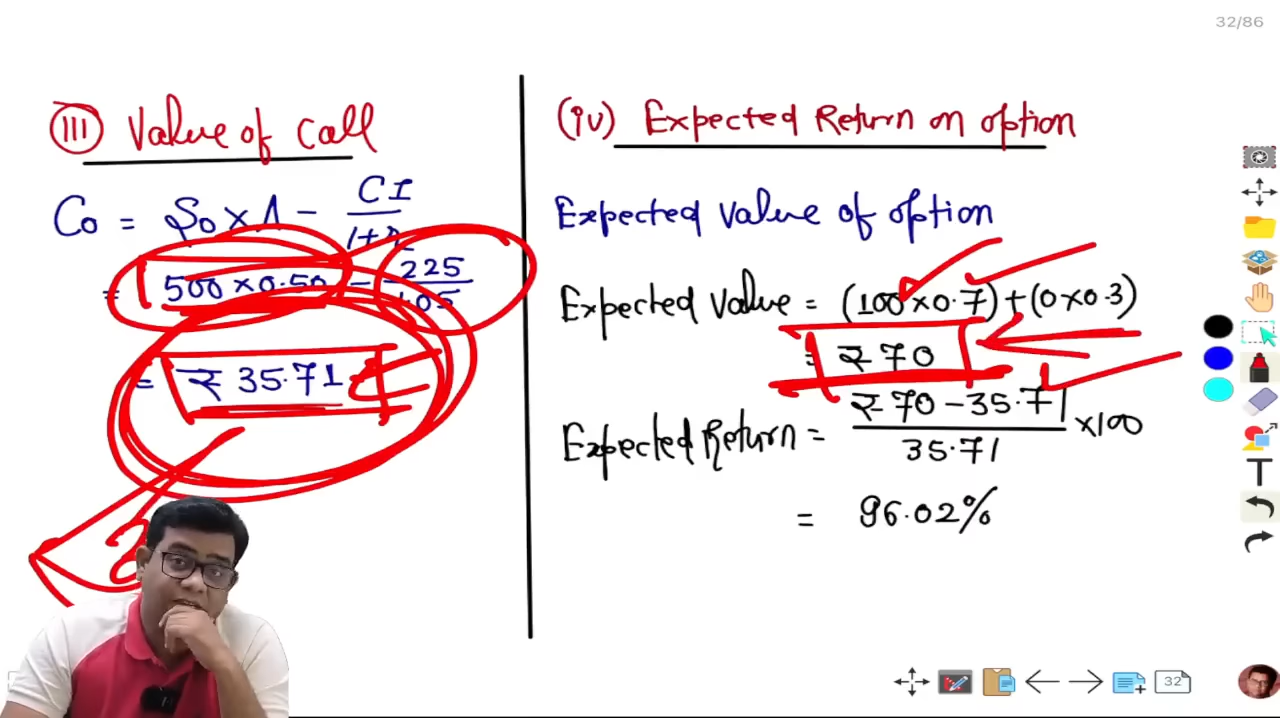 32/86
(III) Value of call
C₀ = S₀ × Δ − CI / 1+r
= 500 × 0.50 − 225 / 1.05
= ₹ 35.71
(iv) Expected Return on option
Expected Value of option
Expected Value = (100 × 0.7) + (0 × 0.3)
= ₹ 70
Expected Return = ₹ 70 − 35.71 / 35.71 × 100
= 96.02%
T
32